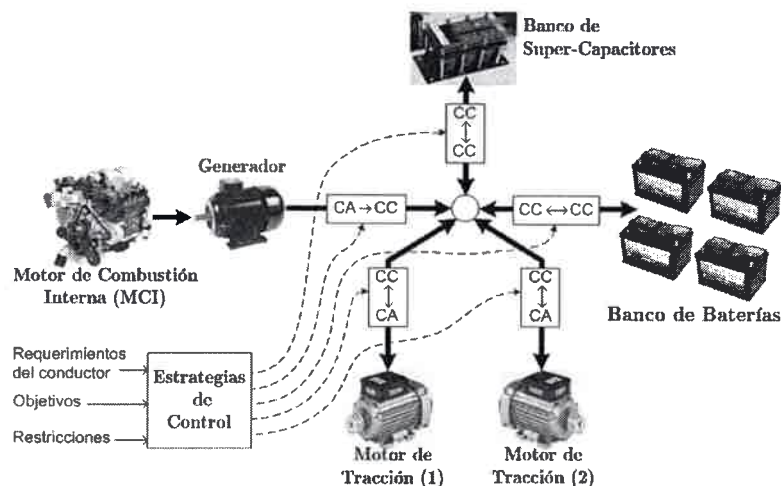 Banco de
Super-Capacitores
CC
CC
Generador
CA→CC
CC↔CC
Motor de Combustión
Interna (MCI)
CC
CA
CC
CA
Banco de Baterías
Requerimientos
del conductor
Objetivos
Restricciones
Estrategias
de
Control
Motor de
Tracción (1)
Motor de
Tracción (2)